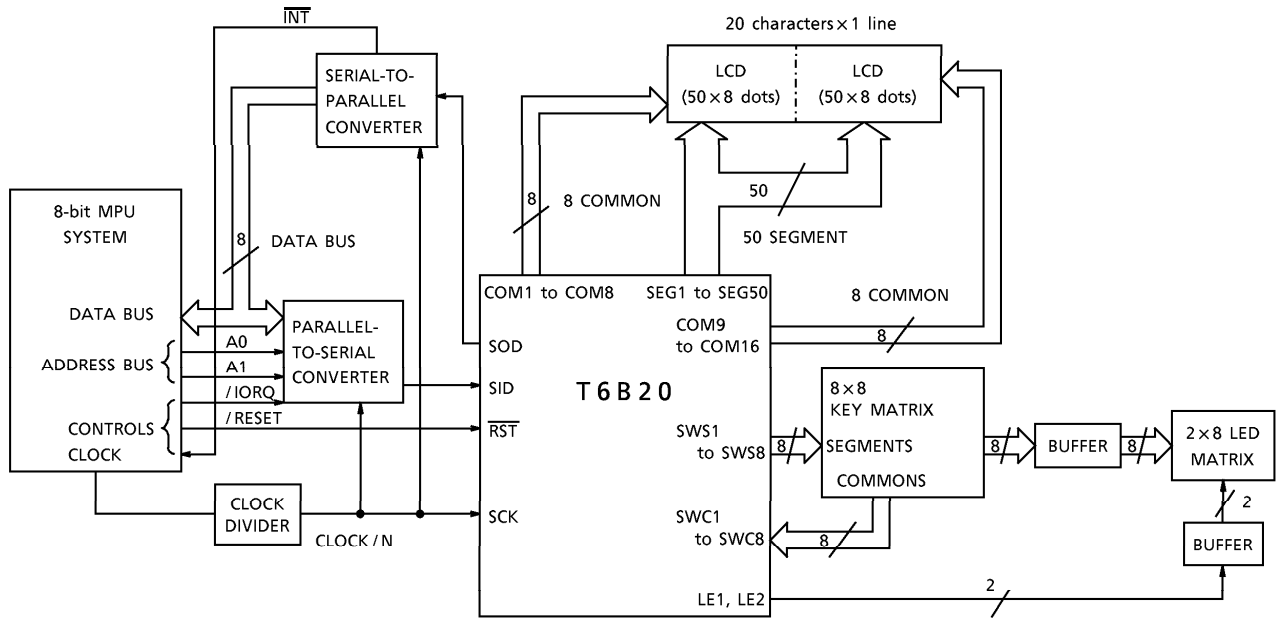 INT
20 characters×1 line
SERIAL-TO-
PARALLEL
CONVERTER
LCD
(50×8 dots)
LCD
(50×8 dots)
8
8 COMMON
50
50 SEGMENT
8-bit MPU
SYSTEM
8
DATA BUS
DATA BUS
ADDRESS BUS
CONTROLS
CLOCK
A0
A1
/IORQ
/RESET
PARALLEL-
TO-SERIAL
CONVERTER
CLOCK
DIVIDER
CLOCK/N
COM1 to COM8
SEG1 to SEG50
COM9
to COM16
SOD
SID
RST
SCK
T6B20
SWS1
to SWS8
SWC1
to SWC8
LE1, LE2
8 COMMON
8
8
8×8
KEY MATRIX
SEGMENTS
COMMONS
8
8
BUFFER
8
2×8 LED
MATRIX
2
BUFFER
2